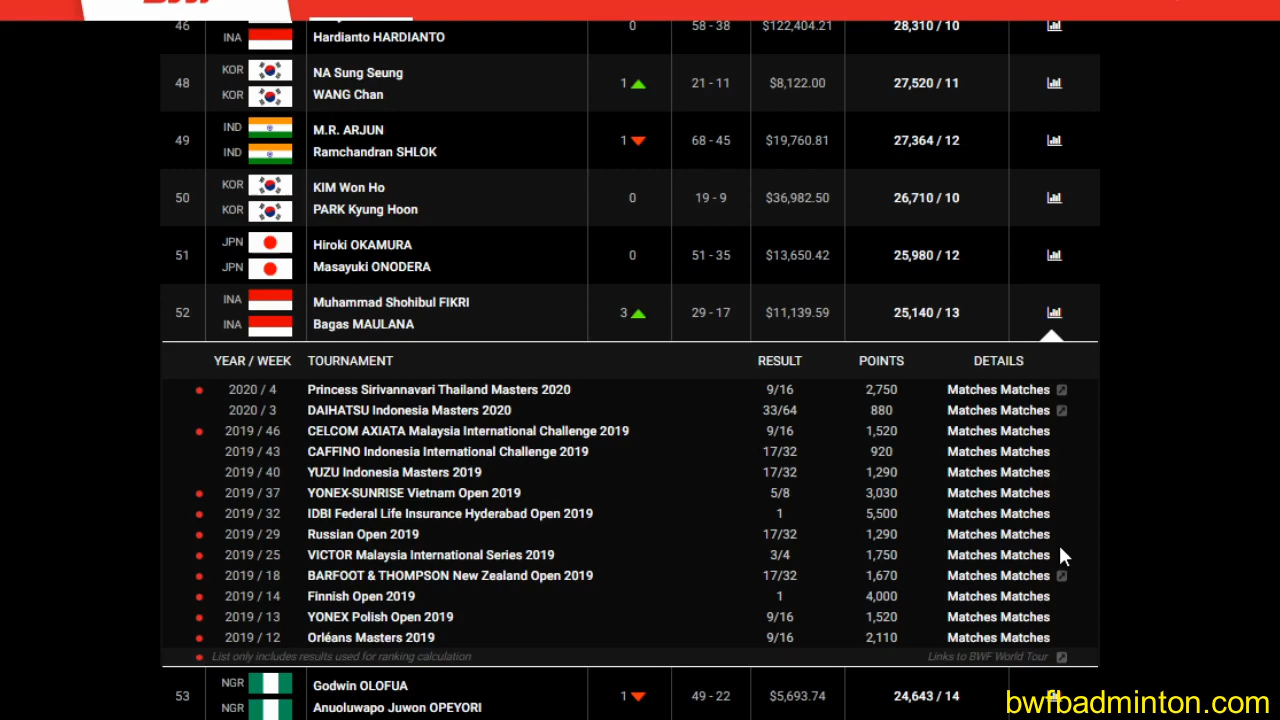 46 INA Hardianto HARDIANTO 0 58 - 38 $122,404.21 28,310 / 10
48 KOR NA Sung Seung 1 21 - 11 $8,122.00 27,520 / 11
KOR WANG Chan
49 IND M.R. ARJUN 1 68 - 45 $19,760.81 27,364 / 12
IND Ramchandran SHLOK
50 KOR KIM Won Ho 0 19 - 9 $36,982.50 26,710 / 10
KOR PARK Kyung Hoon
51 JPN Hiroki OKAMURA 0 51 - 35 $13,650.42 25,980 / 12
JPN Masayuki ONODERA
52 INA Muhammad Shohibul FIKRI 3 29 - 17 $11,139.59 25,140 / 13
INA Bagas MAULANA
YEAR / WEEK TOURNAMENT RESULT POINTS DETAILS
2020 / 4 Princess Sirivannavari Thailand Masters 2020 9/16 2,750 Matches Matches
2020 / 3 DAIHATSU Indonesia Masters 2020 33/64 880 Matches Matches
2019 / 46 CELCOM AXIATA Malaysia International Challenge 2019 9/16 1,520 Matches Matches
2019 / 43 CAFFINO Indonesia International Challenge 2019 17/32 920 Matches Matches
2019 / 40 YUZU Indonesia Masters 2019 17/32 1,290 Matches Matches
2019 / 37 YONEX-SUNRISE Vietnam Open 2019 5/8 3,030 Matches Matches
2019 / 32 IDBI Federal Life Insurance Hyderabad Open 2019 1 5,500 Matches Matches
2019 / 29 Russian Open 2019 17/32 1,290 Matches Matches
2019 / 25 VICTOR Malaysia International Series 2019 3/4 1,750 Matches Matches
2019 / 18 BARFOOT & THOMPSON New Zealand Open 2019 17/32 1,670 Matches Matches
2019 / 14 Finnish Open 2019 1 4,000 Matches Matches
2019 / 13 YONEX Polish Open 2019 9/16 1,520 Matches Matches
2019 / 12 Orléans Masters 2019 9/16 2,110 Matches Matches
List only includes results used for ranking calculation Links to BWF World Tour
53 NGR Godwin OLOFUA 1 49 - 22 $5,693.74 24,643 / 14
NGR Anuoluwapo Juwon OPEYORI
bwfbadminton.com